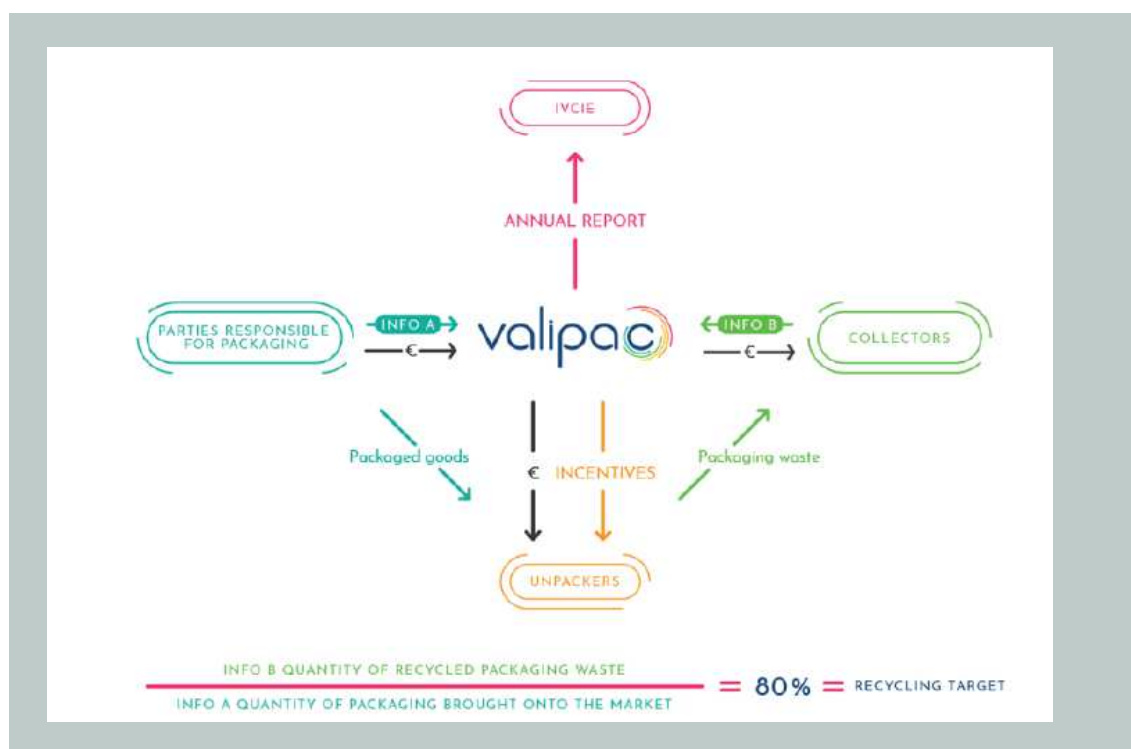 IVCIE
ANNUAL REPORT
PARTIES RESPONSIBLE
FOR PACKAGING
INFO A
€
valipac
INFO B
€
COLLECTORS
Packaged goods
€ INCENTIVES
Packaging waste
UNPACKERS
INFO B QUANTITY OF RECYCLED PACKAGING WASTE
= 80% = RECYCLING TARGET
INFO A QUANTITY OF PACKAGING BROUGHT ONTO THE MARKET